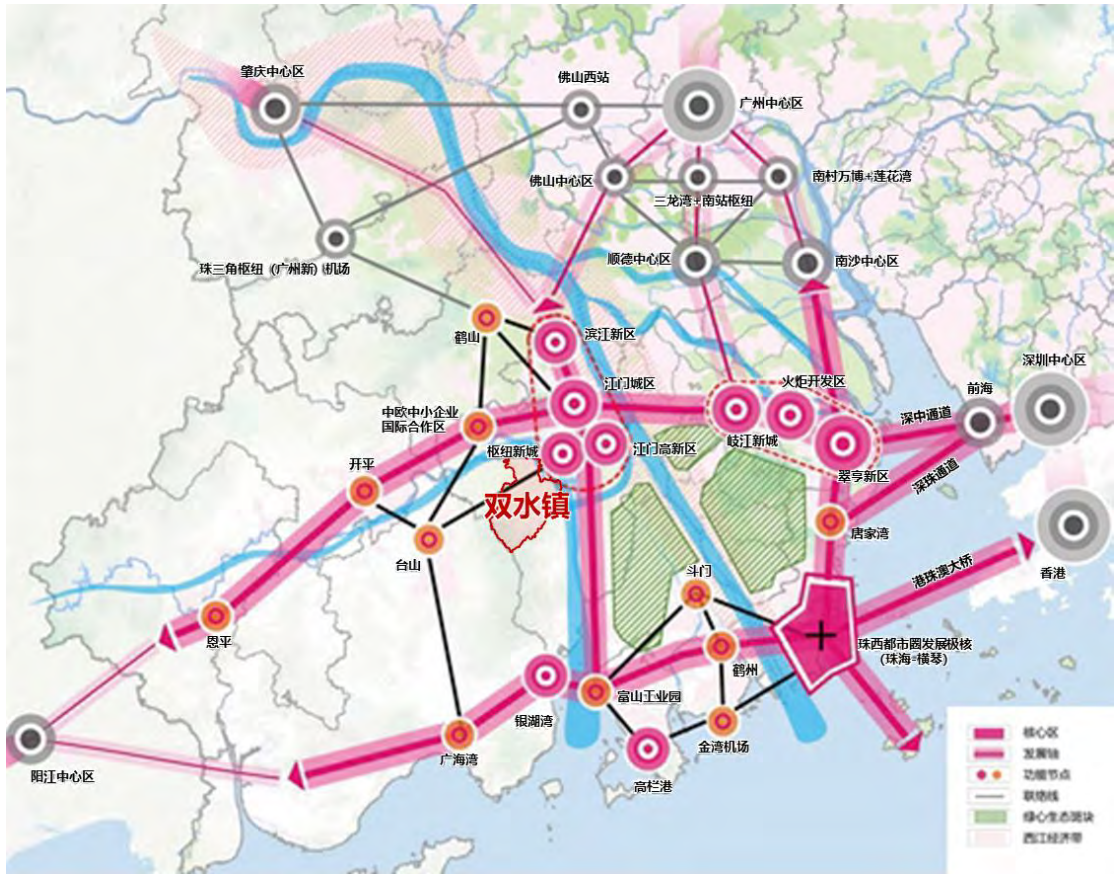 肇庆中心区
佛山西站
广州中心区
佛山中心区
三龙湾+南站枢纽
南村万博+莲花湾
珠三角枢纽（广州新）机场
顺德中心区
南沙中心区
鹤山
滨江新区
深圳中心区
江门城区
火炬开发区
前海
中欧中小企业
国际合作区
深中通道
岐江新城
枢纽新城
江门高新区
翠亨新区
开平
深珠通道
双水镇
唐家湾
台山
香港
港珠澳大桥
斗门
恩平
珠西都市圈发展极核
（珠海-横琴）
鹤州
银湖湾
富山工业园
广海湾
金湾机场
阳江中心区
高栏港
核心区
发展轴
功能节点
联络线
绿心生态斑块
西江经济带